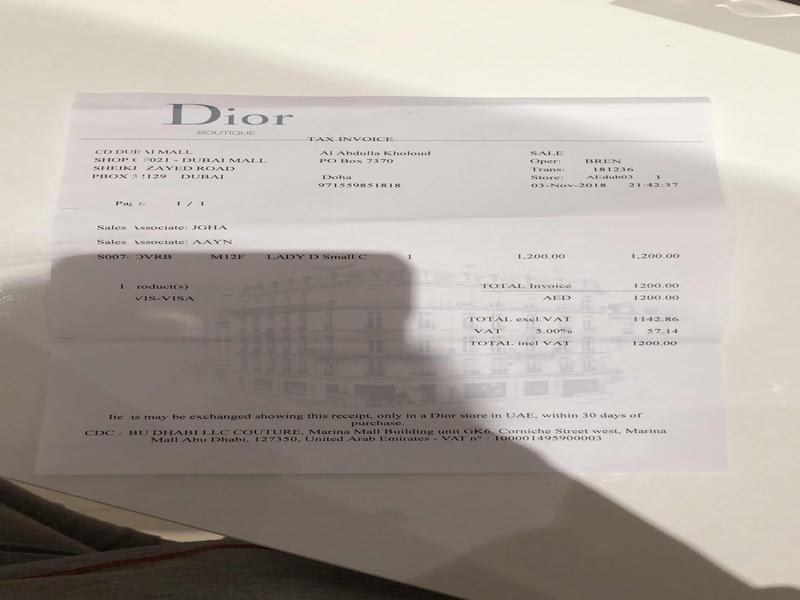 Dior
BOUTIQUE
TAX INVOICE
CD DUBAI MALL Al Abdulla Kholoud SALE
SHOP 021 - DUBAI MALL PO Box 7370 Oper: BREN
SHEIKH ZAYED ROAD Trans: 181236
PBOX DUBAI Doha Store: AEdub03 1
971559851818 03-Nov-2018 21:42:37
1 / 1
Sales Associate: JGHA
Sales Associate: AAYN
S007- OVRB LADY D Small C 1 1,200.00 1,200.00
1 roduct(s) TOTAL Invoice 1200.00
VIS-VISA AED 1200.00
TOTAL excl.VAT 1142.86
VAT 5.00% 57.14
TOTAL incl VAT 1200.00
Items may be exchanged showing this receipt, only in a Dior store in UAE, within 30 days of
purchase.
CDC - BU DHABI LLC COUTURE, Marina Mall Building unit GK6, Corniche Street west, Marina
Mall Abu Dhabi, 127350, United Arab Emirates - VAT n° : 100001495900003